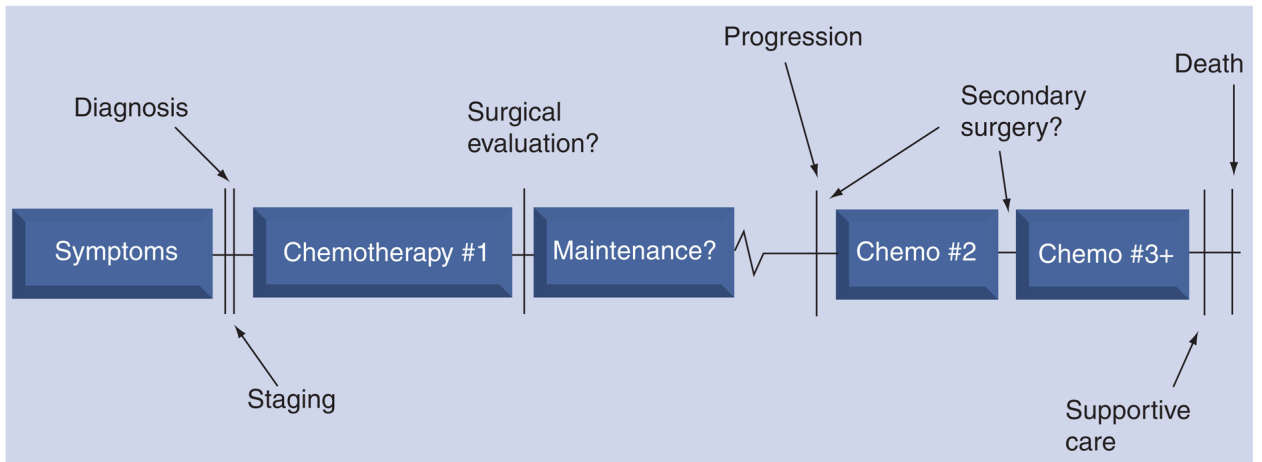 Progression
Death
Diagnosis
Surgical
evaluation?
Secondary
surgery?
Symptoms
Chemotherapy #1
Maintenance?
Chemo #2
Chemo #3+
Staging
Supportive
care